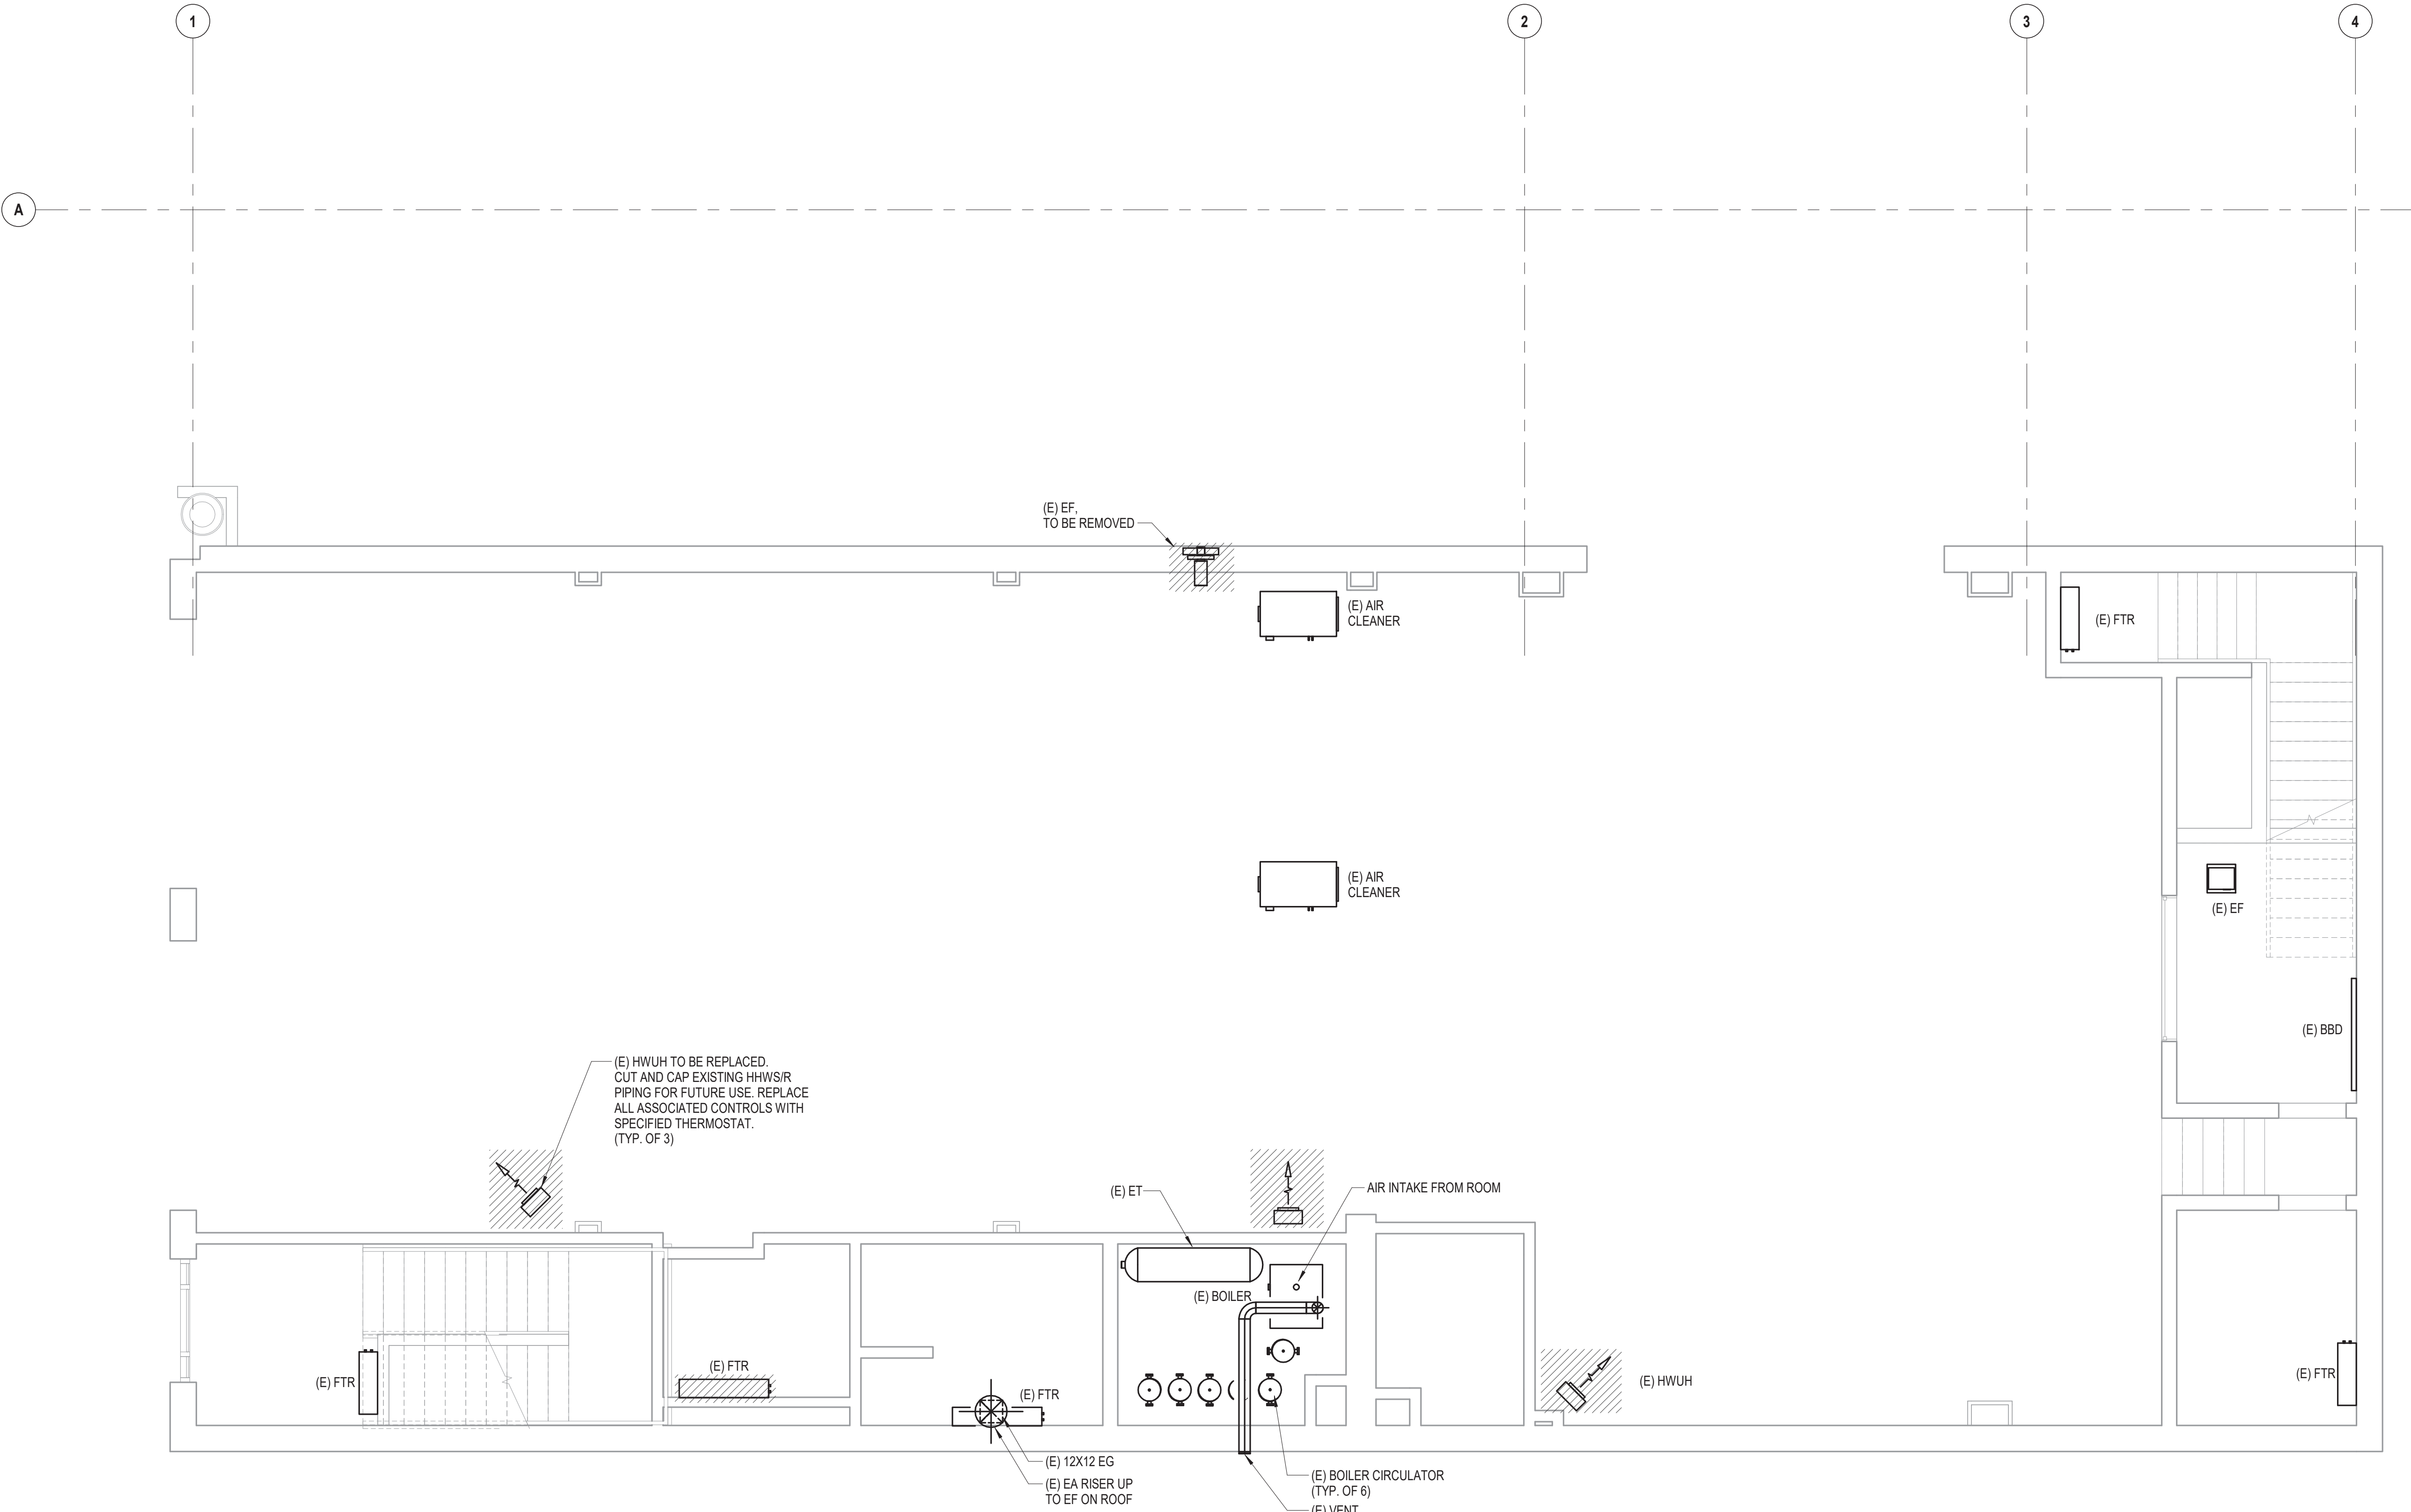 1
2
3
4
A
(E) EF,
TO BE REMOVED
(E) AIR
CLEANER
(E) FTR
(E) AIR
CLEANER
(E) EF
(E) BBD
(E) HWUH TO BE REPLACED.
CUT AND CAP EXISTING HHWS/R
PIPING FOR FUTURE USE. REPLACE
ALL ASSOCIATED CONTROLS WITH
SPECIFIED THERMOSTAT.
(TYP. OF 3)
(E) ET
AIR INTAKE FROM ROOM
(E) BOILER
(E) FTR
(E) FTR
(E) FTR
(E) HWUH
(E) FTR
(E) 12X12 EG
(E) EA RISER UP
TO EF ON ROOF
(E) BOILER CIRCULATOR
(TYP. OF 6)
(E) VENT